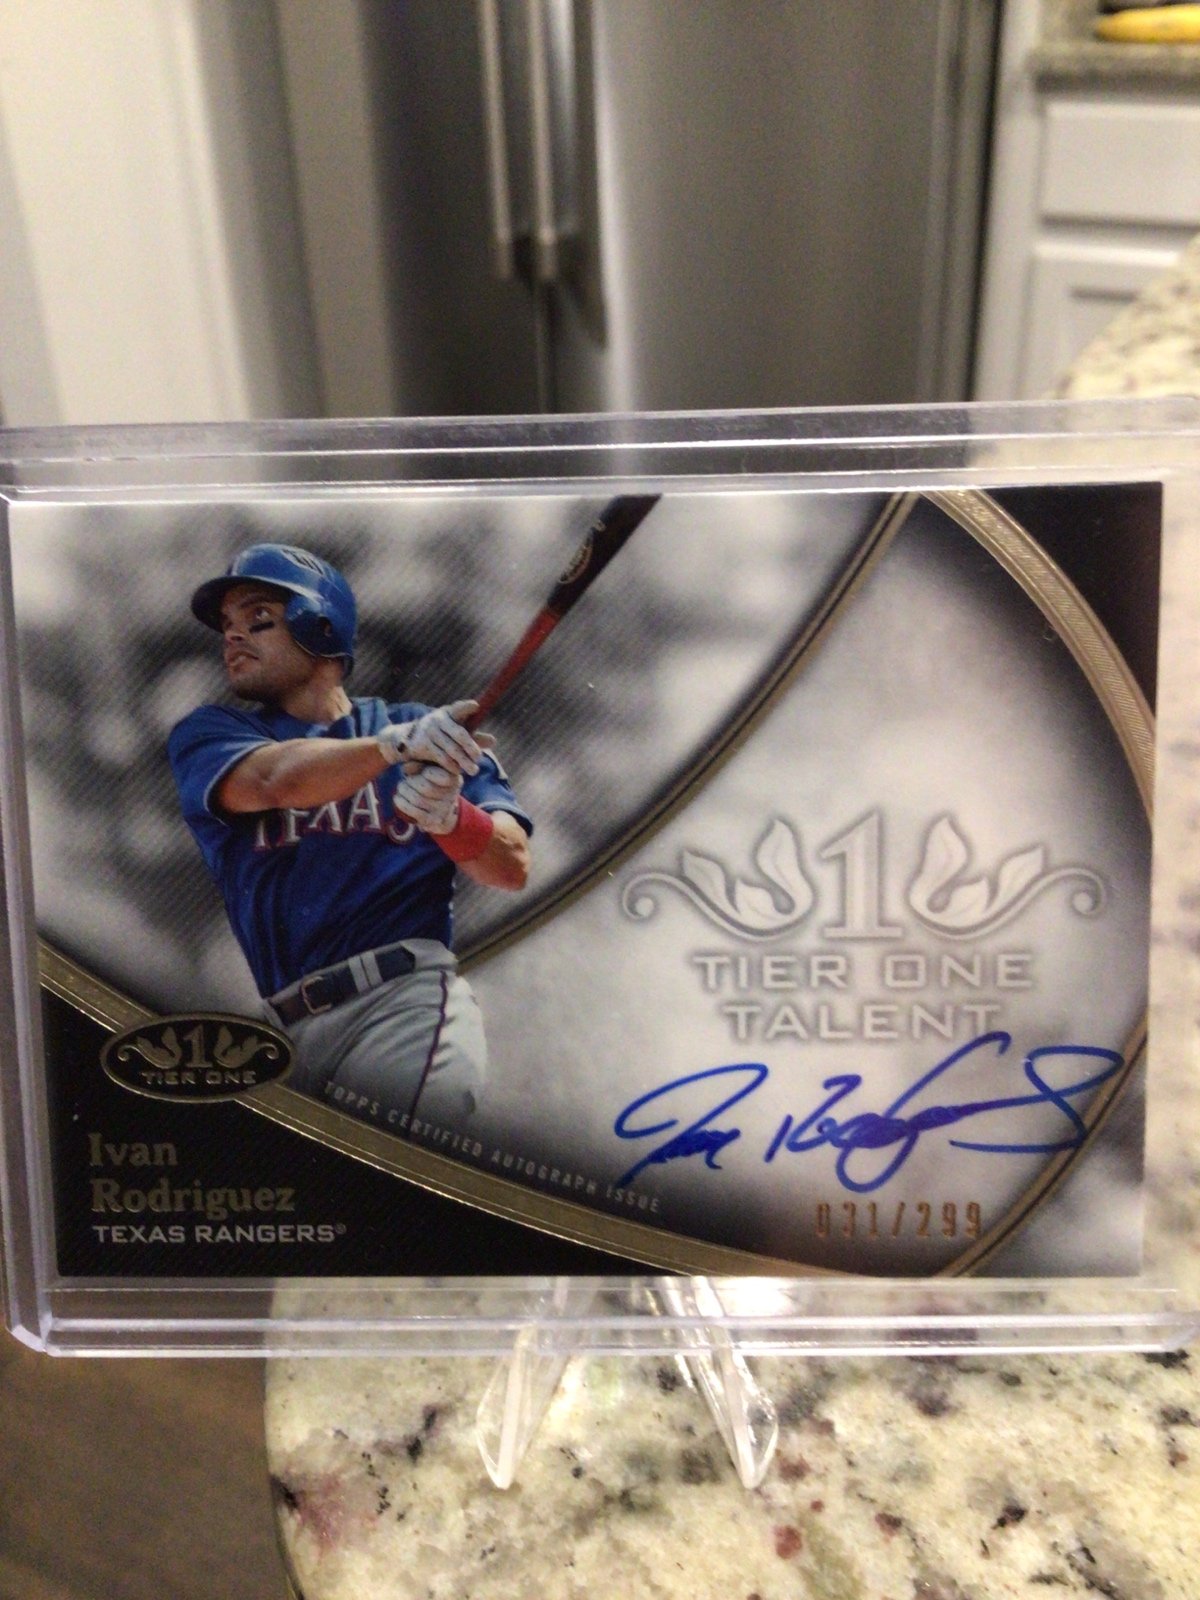 TEXAS
1
TIER ONE
TALENT
1
TIER ONE
TOPPS CERTIFIED AUTOGRAPH ISSUE
Ivan
Rodriguez
TEXAS RANGERS®
031/299